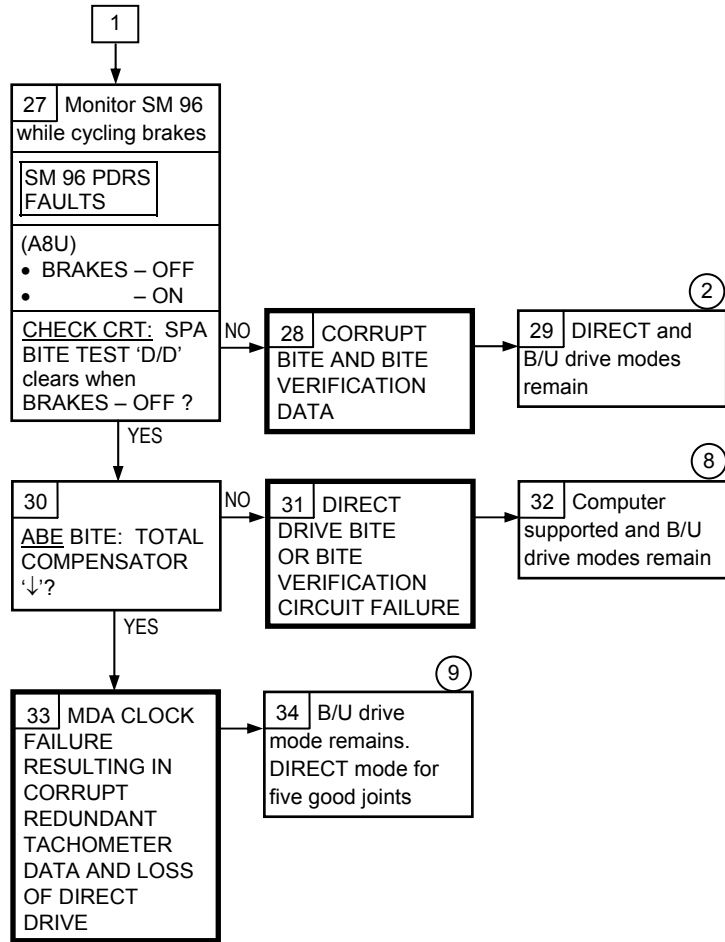 1
27 Monitor SM 96
while cycling brakes
SM 96 PDRS
FAULTS
(A8U)
• BRAKES – OFF
• – ON
CHECK CRT: SPA
BITE TEST ‘D/D’
clears when
BRAKES – OFF ?
NO
28 CORRUPT
BITE AND BITE
VERIFICATION
DATA
2
29 DIRECT and
B/U drive modes
remain
YES
30
ABE BITE: TOTAL
COMPENSATOR
‘↓’?
NO
31 DIRECT
DRIVE BITE
OR BITE
VERIFICATION
CIRCUIT FAILURE
8
32 Computer
supported and B/U
drive modes remain
YES
33 MDA CLOCK
FAILURE
RESULTING IN
CORRUPT
REDUNDANT
TACHOMETER
DATA AND LOSS
OF DIRECT
DRIVE
9
34 B/U drive
mode remains.
DIRECT mode for
five good joints